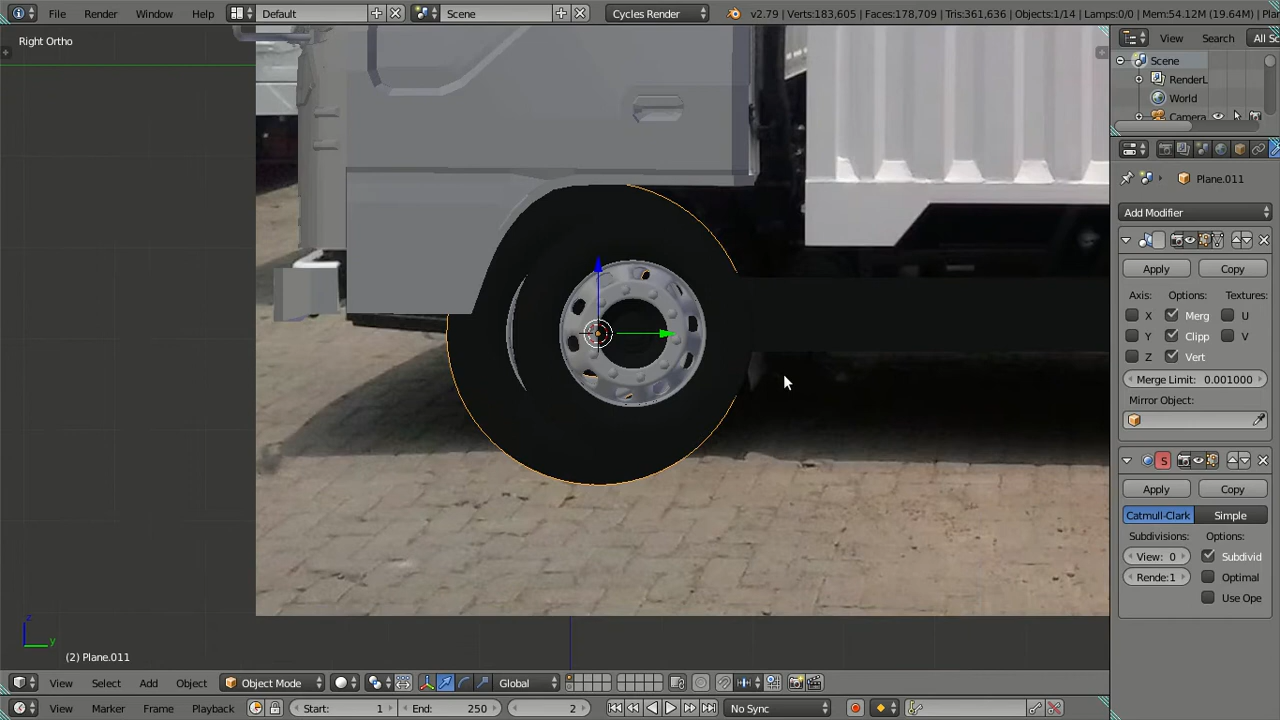 File Render Window Help Default Scene Cycles Render v2.79 | Verts:183,605 | Faces:178,709 | Tris:361,636 | Objects:1/14 | Lamps:0/0 | Mem:54.12M (19.64M) | Pla
Right Ortho
View Search All Sc
Scene
RenderL
World
Camera
Plane.011
Add Modifier
Apply Copy
Axis: Options: Textures:
X Merg U
Y Clipp V
Z Vert
Merge Limit: 0.001000
Mirror Object:
S
Apply Copy
Catmull-Clark Simple
Subdivisions: Options:
View: 0 Subdivid
Rende:1 Optimal
Use Ope
z
y
(2) Plane.011
View Select Add Object Object Mode Global
View Marker Frame Playback Start: 1 End: 250 2 No Sync